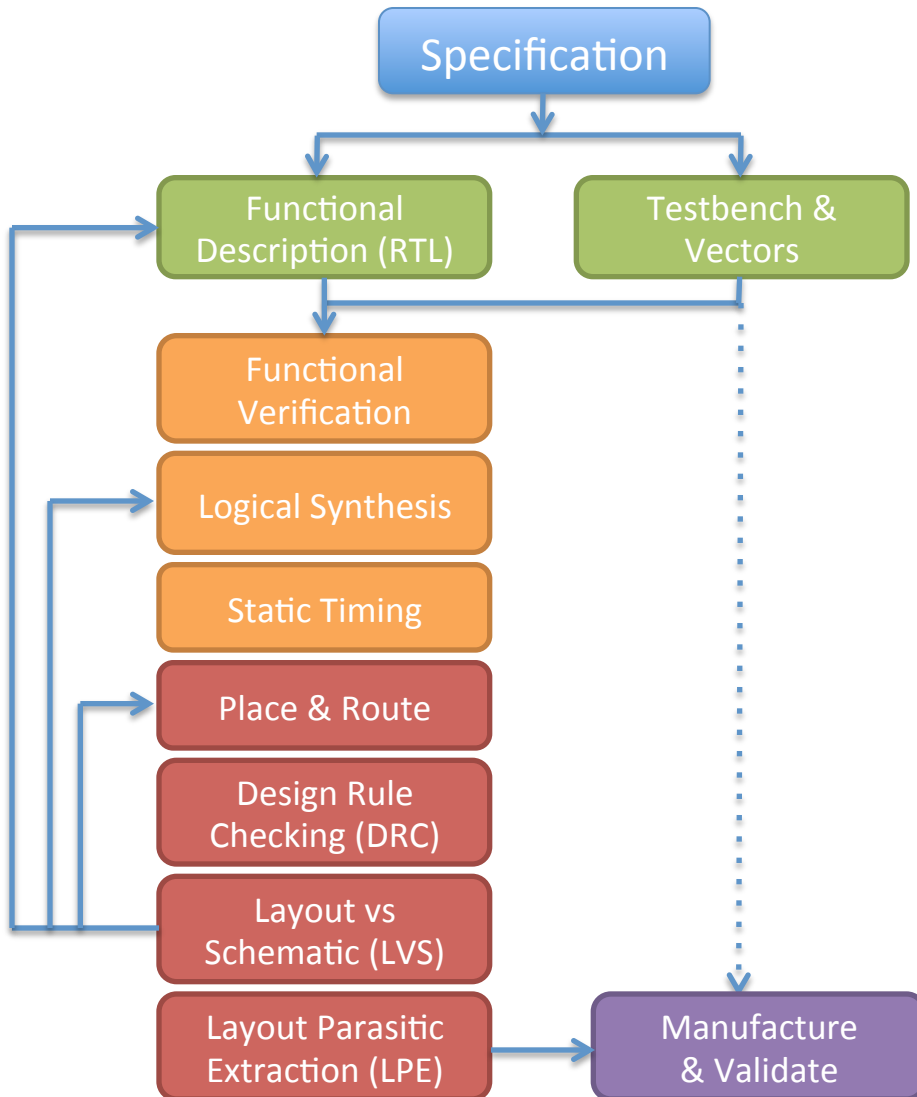 Specification
Functional
Description (RTL)
Testbench &
Vectors
Functional
Verification
Logical Synthesis
Static Timing
Place & Route
Design Rule
Checking (DRC)
Layout vs
Schematic (LVS)
Layout Parasitic
Extraction (LPE)
Manufacture
& Validate